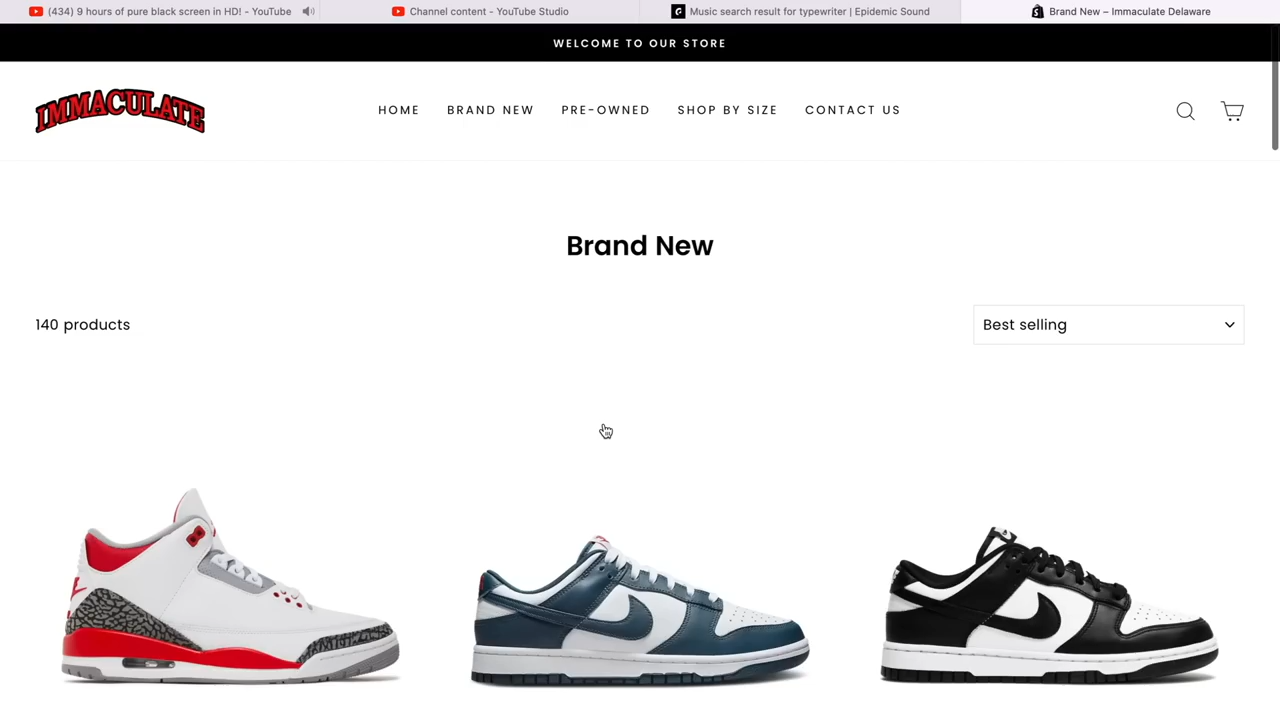 (434) 9 hours of pure black screen in HD! - YouTube
Channel content - YouTube Studio
Music search result for typewriter | Epidemic Sound
Brand New – Immaculate Delaware
WELCOME TO OUR STORE
IMMACULATE
HOME
BRAND NEW
PRE-OWNED
SHOP BY SIZE
CONTACT US
Brand New
140 products
Best selling